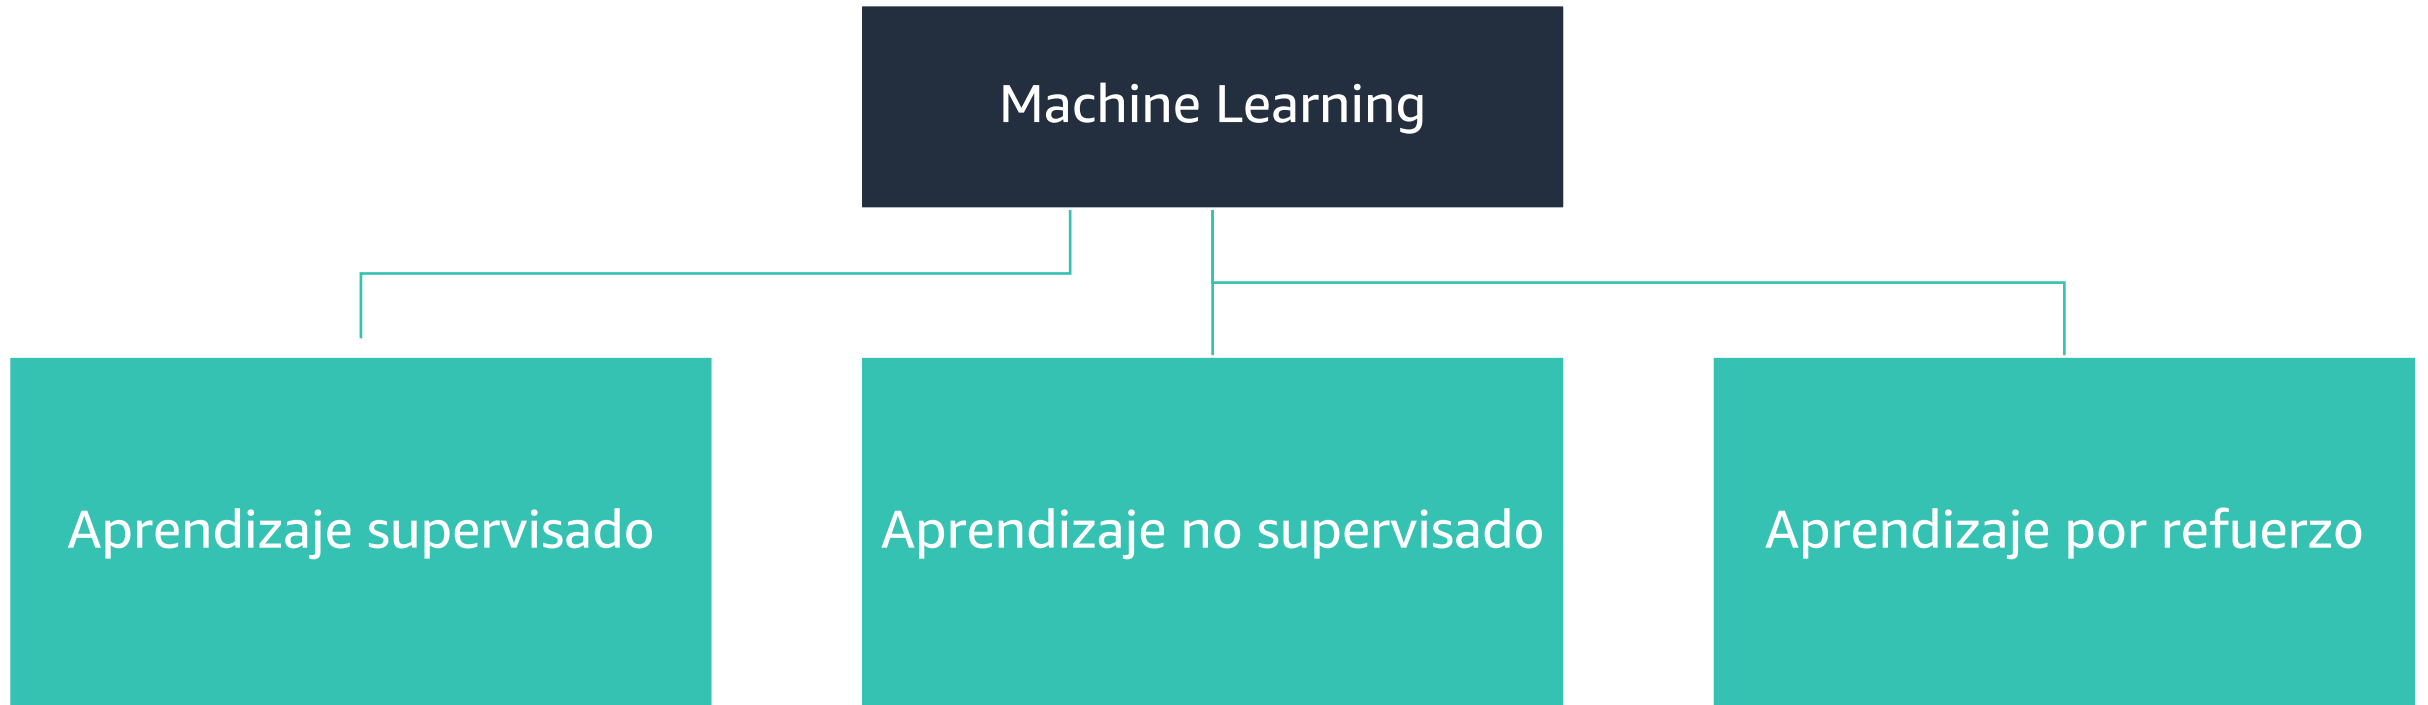 Machine Learning
Aprendizaje supervisado
Aprendizaje no supervisado
Aprendizaje por refuerzo